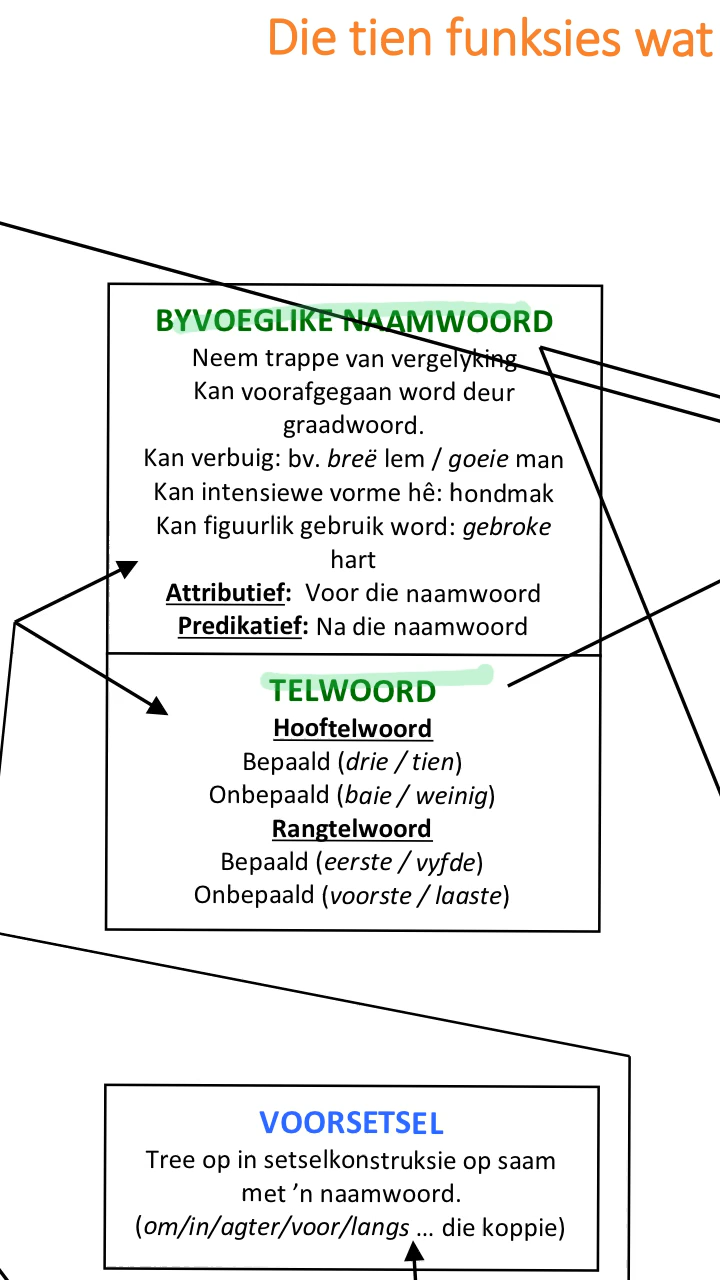 Die tien funksies wat
BYVOEGLIKE NAAMWOORD
Neem trappe van vergelyking
Kan voorafgegaan word deur
graadwoord.
Kan verbuig: bv. breë lem / goeie man
Kan intensiewe vorme hê: hondmak
Kan figuurlik gebruik word: gebroke
hart
Attributief:  Voor die naamwoord
Predikatief: Na die naamwoord
TELWOORD
Hooftelwoord
Bepaald (drie / tien)
Onbepaald (baie / weinig)
Rangtelwoord
Bepaald (eerste / vyfde)
Onbepaald (voorste / laaste)
VOORSETSEL
Tree op in setselkonstruksie op saam
met ’n naamwoord.
(om/in/agter/voor/langs … die koppie)